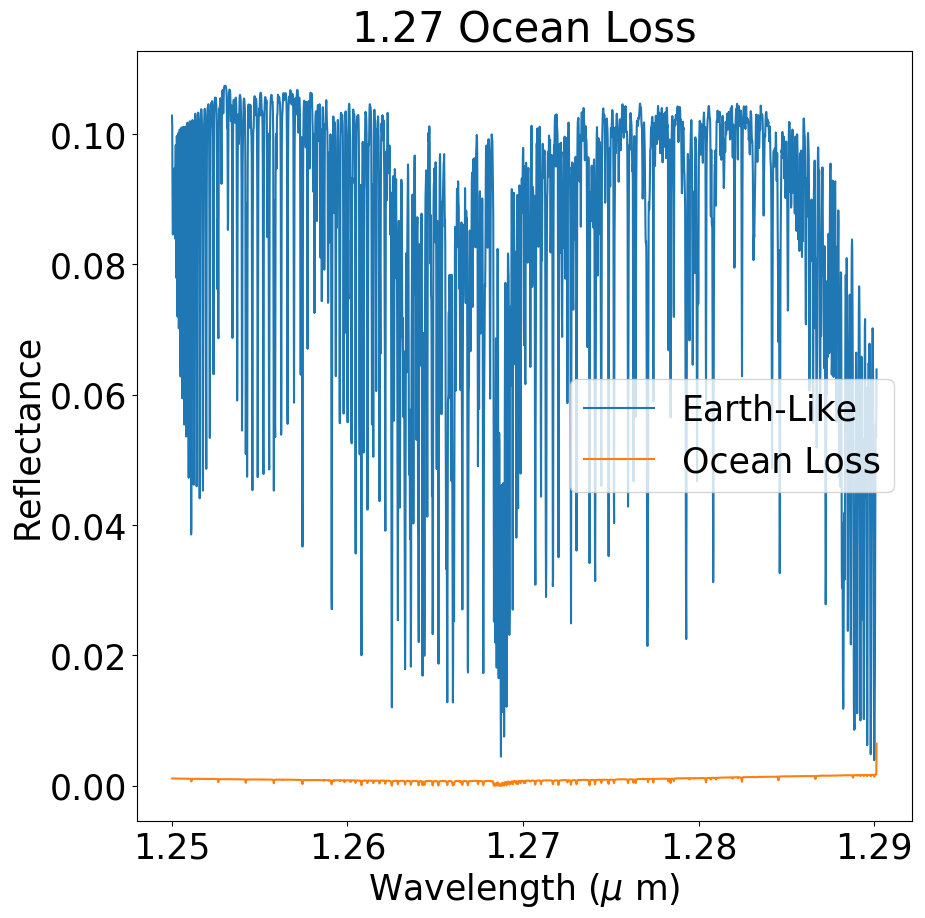 1.27 Ocean Loss
Reflectance
0.10
0.08
0.06
0.04
0.02
0.00
Earth-Like
Ocean Loss
1.25 1.26 1.27 1.28 1.29
Wavelength (μ m)